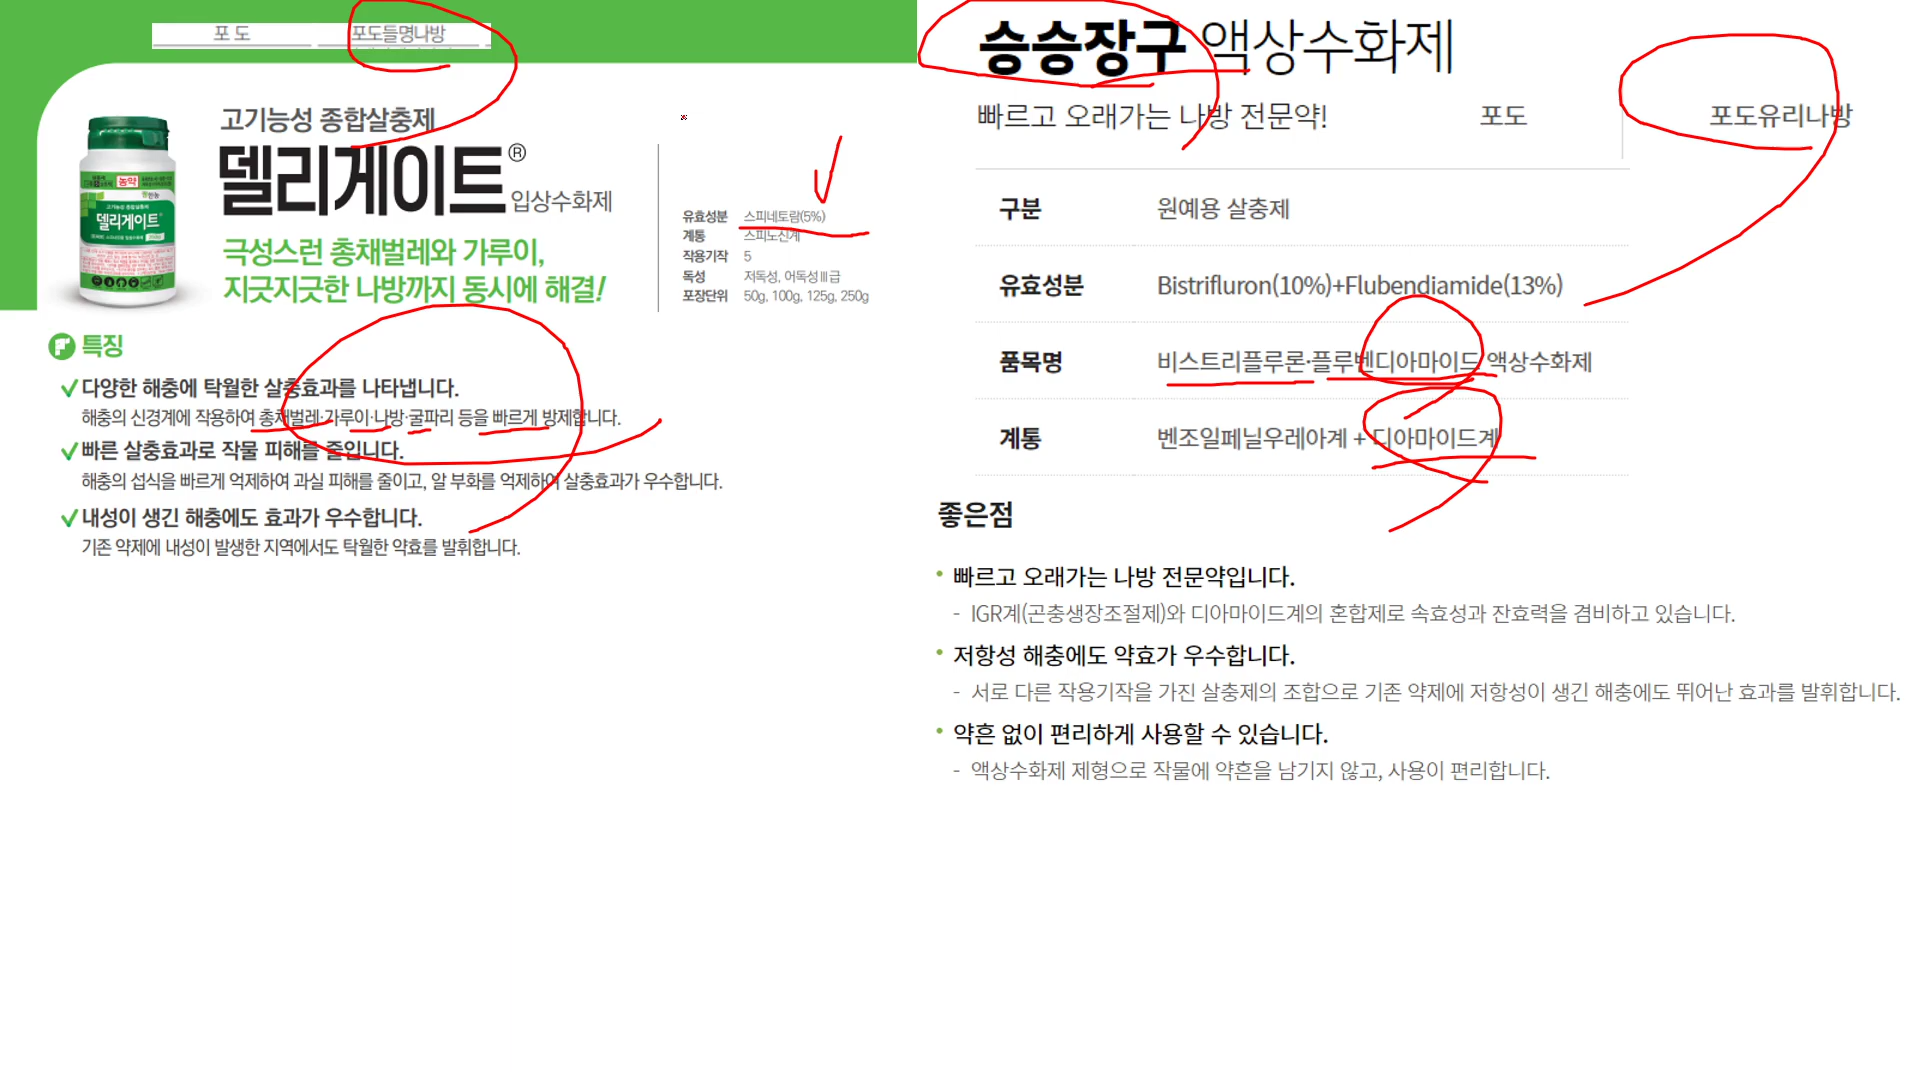 포 도 포도들명나방
고기능성 종합살충제
델리게이트® 입상수화제
극성스런 총채벌레와 가루이,
지긋지긋한 나방까지 동시에 해결!
농약
델리게이트
유효성분 스피네토람(5%)
계통 스피노신계
작용기작 5
독성 저독성, 어독성Ⅲ급
포장단위 50g, 100g, 125g, 250g
특징
다양한 해충에 탁월한 살충효과를 나타냅니다.
해충의 신경계에 작용하여 총채벌레·가루이·나방·굴파리 등을 빠르게 방제합니다.
빠른 살충효과로 작물 피해를 줄입니다.
해충의 섭식을 빠르게 억제하여 과실 피해를 줄이고, 알 부화를 억제하여 살충효과가 우수합니다.
내성이 생긴 해충에도 효과가 우수합니다.
기존 약제에 내성이 발생한 지역에서도 탁월한 약효를 발휘합니다.
승승장구 액상수화제
빠르고 오래가는 나방 전문약! 포도 포도유리나방
구분 원예용 살충제
유효성분 Bistrifluron(10%)+Flubendiamide(13%)
품목명 비스트리플루론·플루벤디아마이드 액상수화제
계통 벤조일페닐우레아계 + 디아마이드계
좋은점
• 빠르고 오래가는 나방 전문약입니다.
- IGR계(곤충생장조절제)와 디아마이드계의 혼합제로 속효성과 잔효력을 겸비하고 있습니다.
• 저항성 해충에도 약효가 우수합니다.
- 서로 다른 작용기작을 가진 살충제의 조합으로 기존 약제에 저항성이 생긴 해충에도 뛰어난 효과를 발휘합니다.
• 약흔 없이 편리하게 사용할 수 있습니다.
- 액상수화제 제형으로 작물에 약흔을 남기지 않고, 사용이 편리합니다.